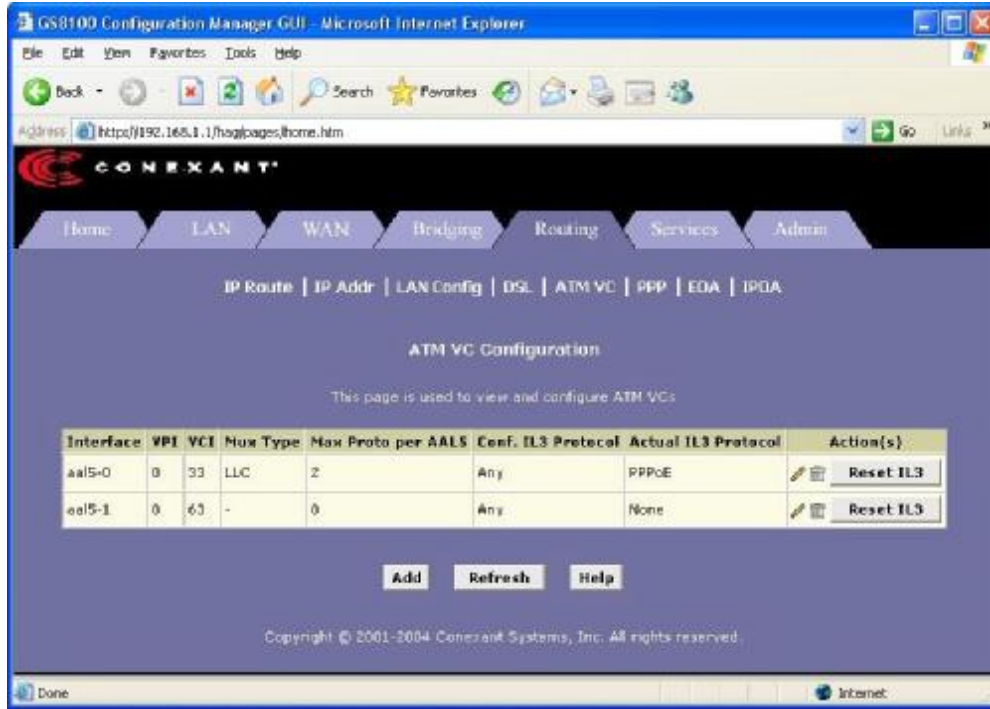 GS8100 Configuration Manager GUI - Microsoft Internet Explorer
File Edit View Favorites Tools Help
Back Search Favorites
Address http://192.168.1.1/hag/pages/home.htm Go Links »
CONEXANT
Home LAN WAN Bridging Routing Services Admin
IP Route | IP Addr | LAN Config | DSL | ATM VC | PPP | EOA | IPOA
ATM VC Configuration
This page is used to view and configure ATM VCs
Interface VPI VCI Mux Type Max Proto per AAL5 Conf. IL3 Protocol Actual IL3 Protocol Action(s)
aal5-0 0 33 LLC 2 Any PPPoE Reset IL3
aal5-1 0 63 - 0 Any None Reset IL3
Add Refresh Help
Copyright © 2001-2004 Conexant Systems, Inc. All rights reserved.
Done Internet